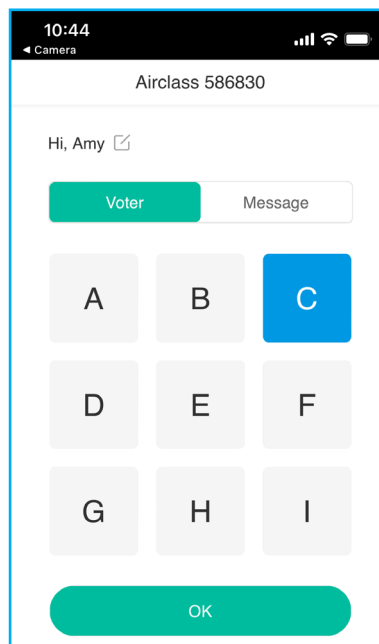 10:44
◀ Camera
Airclass 586830
Hi, Amy
Voter Message
A B C
D E F
G H I
OK